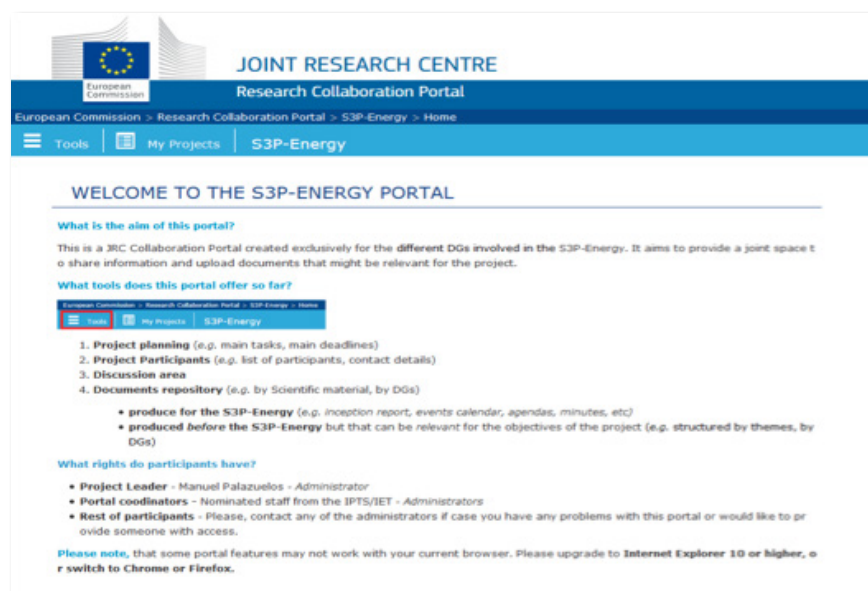 JOINT RESEARCH CENTRE
European
Commission
Research Collaboration Portal
European Commission > Research Collaboration Portal > S3P-Energy > Home
Tools My Projects S3P-Energy
WELCOME TO THE S3P-ENERGY PORTAL
What is the aim of this portal?
This is a JRC Collaboration Portal created exclusively for the different DGs involved in the S3P-Energy. It aims to provide a joint space t
o share information and upload documents that might be relevant for the project.
What tools does this portal offer so far?
European Commission > Research Collaboration Portal > S3P-Energy > Home
Tools My Projects S3P-Energy
1. Project planning (e.g. main tasks, main deadlines)
2. Project Participants (e.g. list of participants, contact details)
3. Discussion area
4. Documents repository (e.g. by Scientific material, by DGs)
• produce for the S3P-Energy (e.g. inception report, events calendar, agendas, minutes, etc)
• produced before the S3P-Energy but that can be relevant for the objectives of the project (e.g. structured by themes, by
DGs)
What rights do participants have?
• Project Leader - Manuel Palazuelos - Administrator
• Portal coodinators - Nominated staff from the IPTS/IET - Administrators
• Rest of participants - Please, contact any of the administrators if case you have any problems with this portal or would like to pr
ovide someone with access.
Please note, that some portal features may not work with your current browser. Please upgrade to Internet Explorer 10 or higher, o
r switch to Chrome or Firefox.